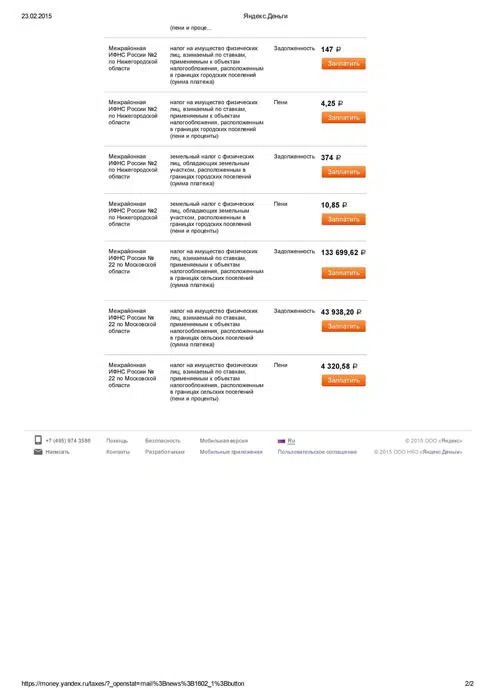 23.02.2015
Яндекс.Деньги
(пени и проце...
Межрайонная
ИФНС России №2
по Нижегородской
области
налог на имущество физических
лиц, взимаемый по ставкам,
применяемым к объектам
налогообложения, расположенным
в границах городских поселений
(сумма платежа)
Задолженность
147 ₽
Заплатить
Межрайонная
ИФНС России №2
по Нижегородской
области
налог на имущество физических
лиц, взимаемый по ставкам,
применяемым к объектам
налогообложения, расположенным
в границах городских поселений
(пени и проценты)
Пени
4,25 ₽
Заплатить
Межрайонная
ИФНС России №2
по Нижегородской
области
земельный налог с физических
лиц, обладающих земельным
участком, расположенным в
границах городских поселений
(сумма платежа)
Задолженность
374 ₽
Заплатить
Межрайонная
ИФНС России №2
по Нижегородской
области
земельный налог с физических
лиц, обладающих земельным
участком, расположенным в
границах городских поселений
(пени и проценты)
Пени
10,85 ₽
Заплатить
Межрайонная
ИФНС России №
22 по Московской
области
налог на имущество физических
лиц, взимаемый по ставкам,
применяемым к объектам
налогообложения, расположенным
в границах сельских поселений
(сумма платежа)
Задолженность
133 699,62 ₽
Заплатить
Межрайонная
ИФНС России №
22 по Московской
области
налог на имущество физических
лиц, взимаемый по ставкам,
применяемым к объектам
налогообложения, расположенным
в границах сельских поселений
(сумма платежа)
Задолженность
43 938,20 ₽
Заплатить
Межрайонная
ИФНС России №
22 по Московской
области
налог на имущество физических
лиц, взимаемый по ставкам,
применяемым к объектам
налогообложения, расположенным
в границах сельских поселений
(пени и проценты)
Пени
4 320,58 ₽
Заплатить
+7 (495) 974 3586
Помощь
Безопасность
Мобильная версия
Ru
© 2015 ООО «Яндекс»
Написать
Контакты
Разработчикам
Мобильные приложения
Пользовательское соглашение
© 2015 ООО НКО «Яндекс.Деньги»
https://money.yandex.ru/taxes/?_openstat=mail%3Bnews%3B1602_1%3Bbutton
2/2